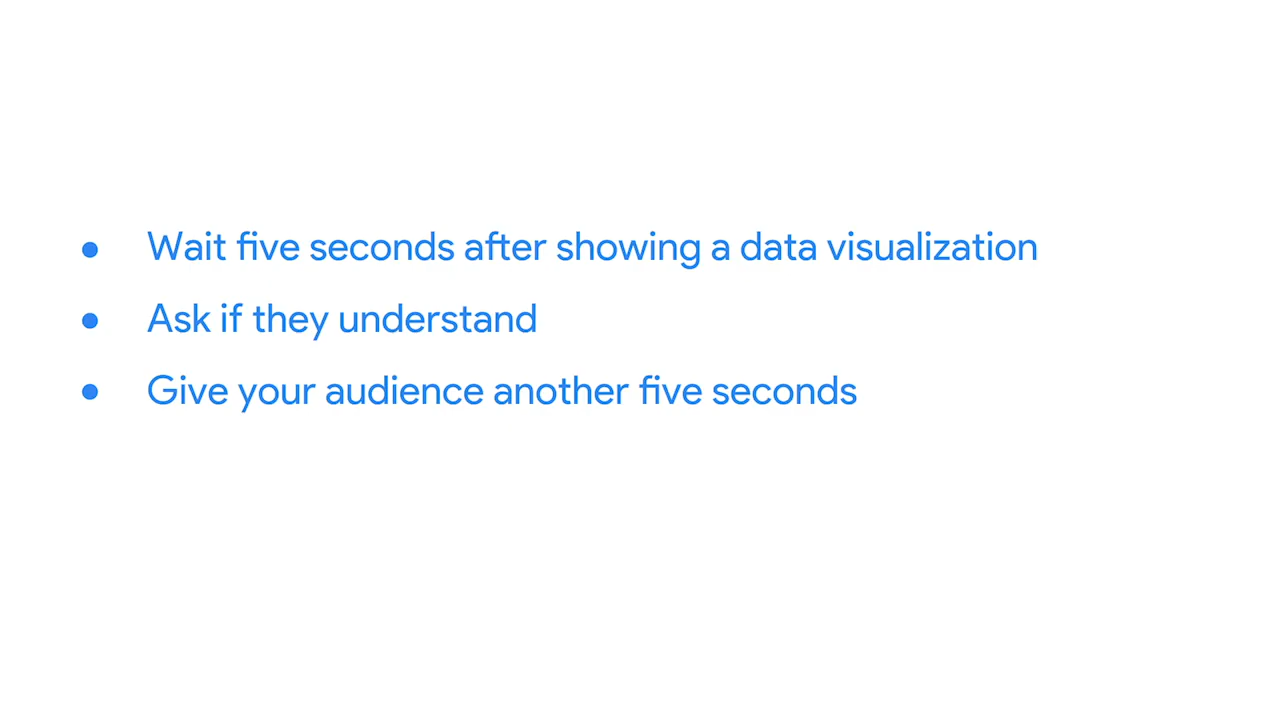 ● Wait five seconds after showing a data visualization
● Ask if they understand
● Give your audience another five seconds